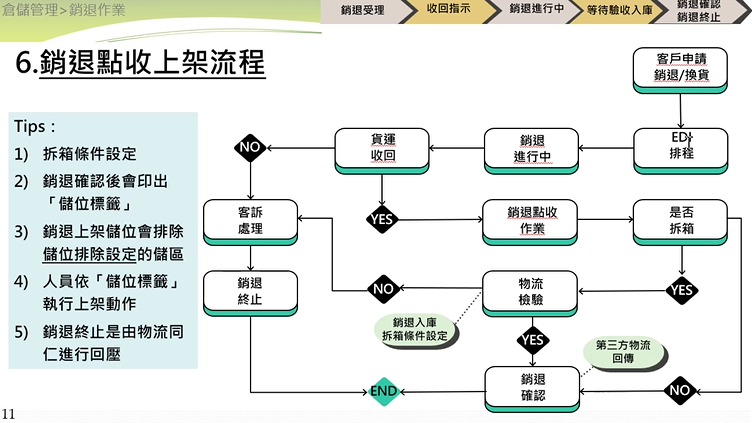 倉儲管理>銷退作業
銷退受理
收回指示
銷退進行中
等待驗收入庫
銷退確認
銷退終止
6.銷退點收上架流程
Tips：
1) 拆箱條件設定
2) 銷退確認後會印出
「儲位標籤」
3) 銷退上架儲位會排除
儲位排除設定的儲區
4) 人員依「儲位標籤」
執行上架動作
5) 銷退終止是由物流同
仁進行回壓
客戶申請
銷退/換貨
EDI
排程
銷退
進行中
貨運
收回
NO
YES
客訴
處理
銷退點收
作業
是否
拆箱
銷退
終止
NO
物流
檢驗
YES
銷退入庫
拆箱條件設定
YES
第三方物流
回傳
END
銷退
確認
NO
11